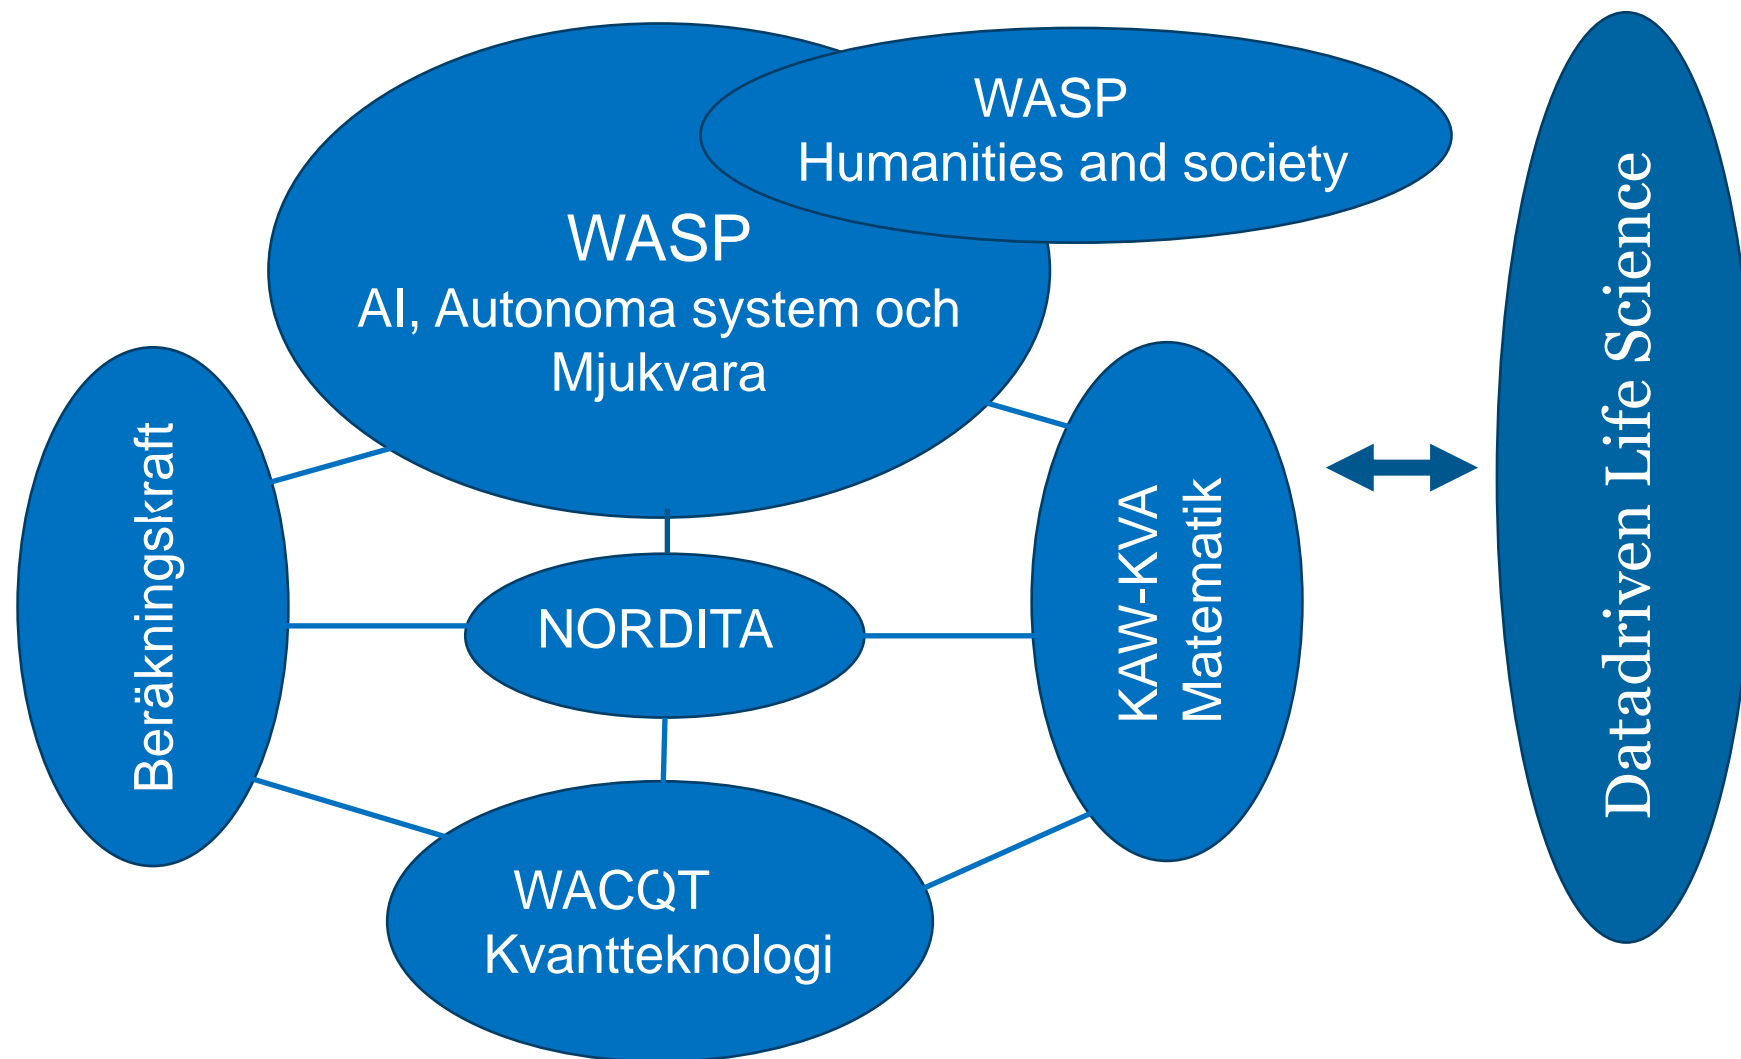 WASP
Humanities and society
WASP
AI, Autonoma system och
Mjukvara
Beräkningskraft
NORDITA
KAW-KVA
Matematik
WACQT
Kvantteknologi
Datadriven Life Science